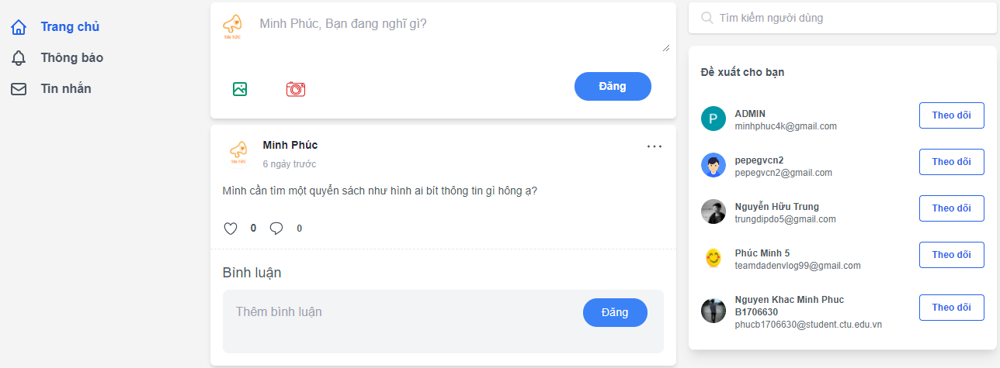 Trang chủ
Thông báo
Tin nhắn
TIN TỨC
Minh Phúc, Bạn đang nghĩ gì?
Đăng
TIN TỨC
Minh Phúc
6 ngày trước
Mình cần tìm một quyển sách như hình ai bít thông tin gì hông ạ?
0
0
Bình luận
Thêm bình luận
Đăng
Tìm kiếm người dùng
Đề xuất cho bạn
P
ADMIN
minhphuc4k@gmail.com
Theo dõi
pepegvcn2
pepegvcn2@gmail.com
Theo dõi
Nguyễn Hữu Trung
trungdipdo5@gmail.com
Theo dõi
Phúc Minh 5
teamdadenvlog99@gmail.com
Theo dõi
Nguyen Khac Minh Phuc
B1706630
phucb1706630@student.ctu.edu.vn
Theo dõi